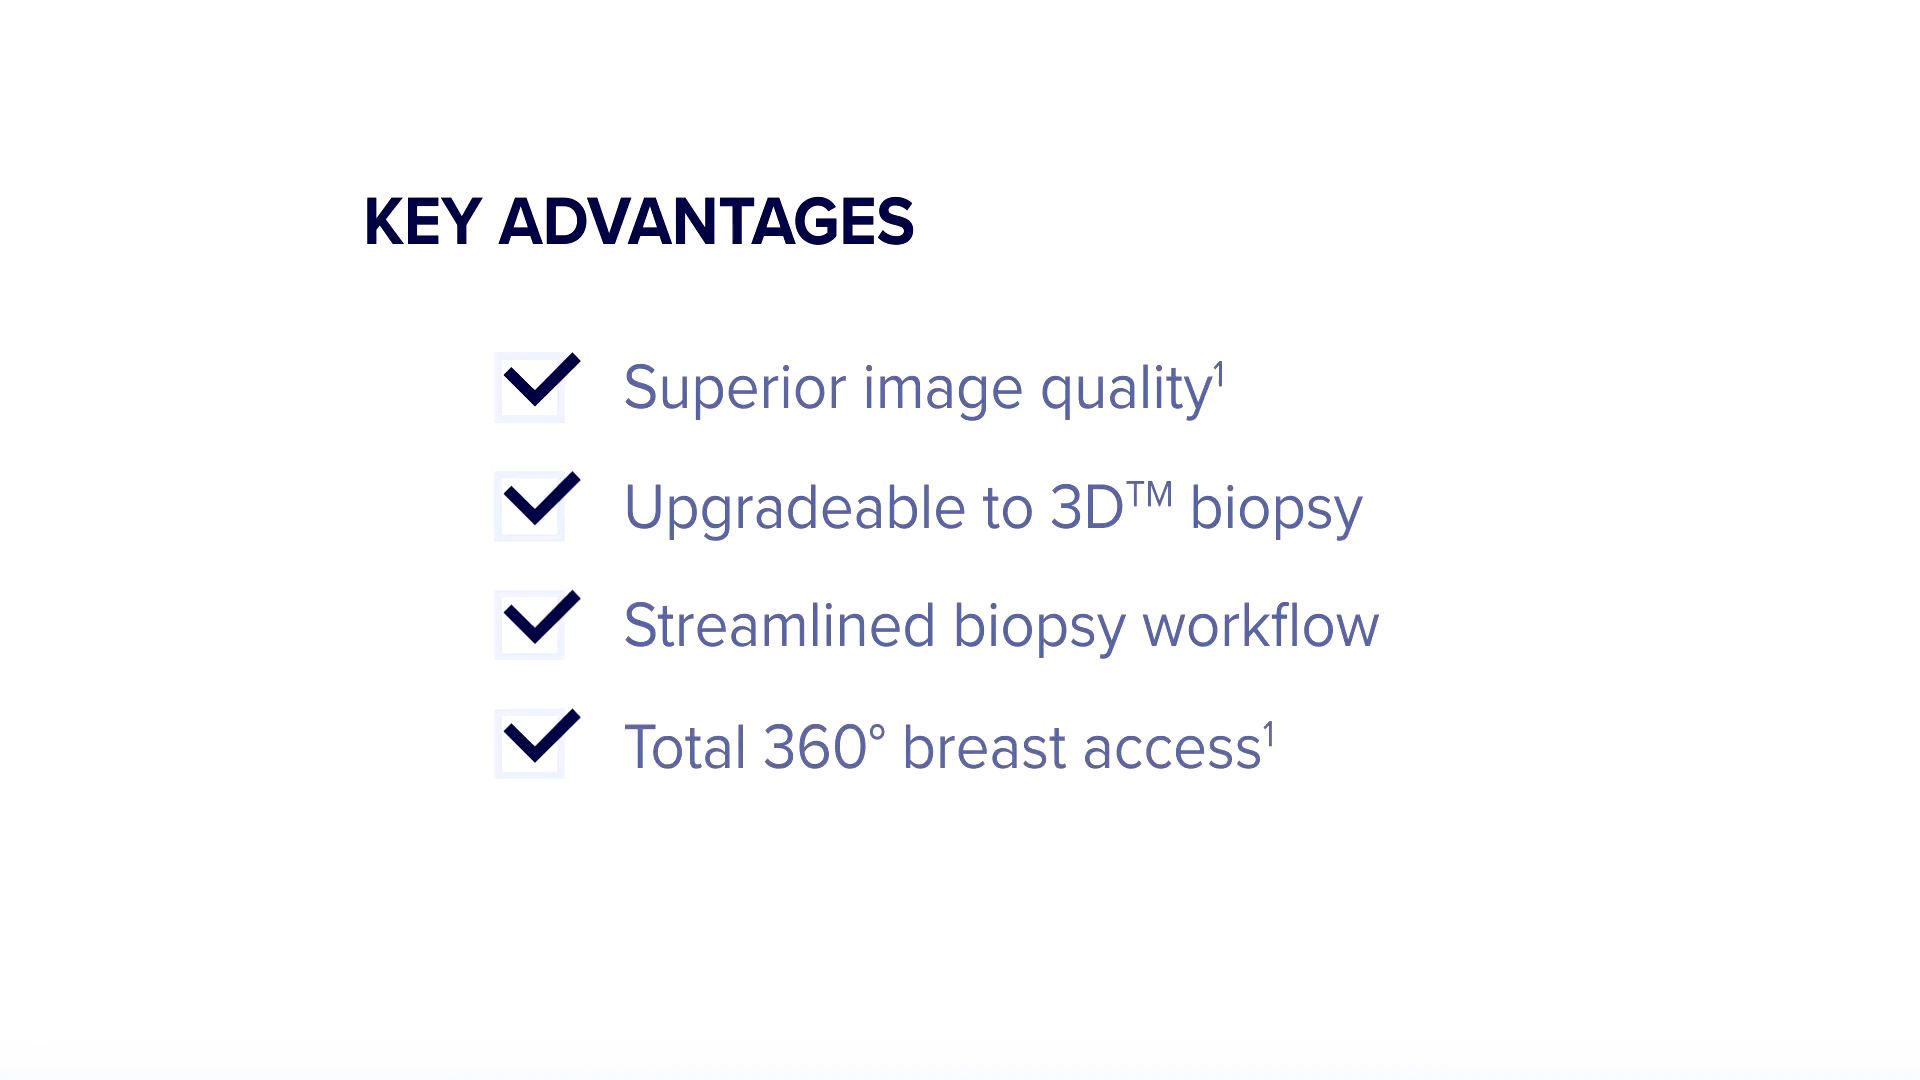 KEY ADVANTAGES
Superior image quality¹
Upgradeable to 3D™ biopsy
Streamlined biopsy workflow
Total 360° breast access¹